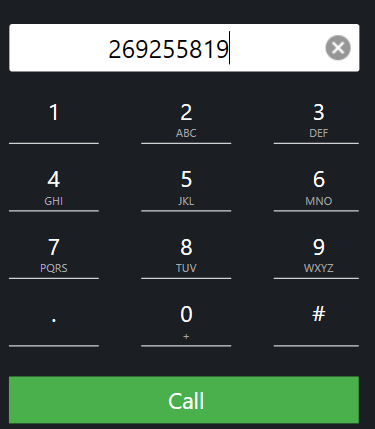 269255819
1 2 3
ABC DEF
4 5 6
GHI JKL MNO
7 8 9
PQRS TUV WXYZ
. 0 #
+
Call